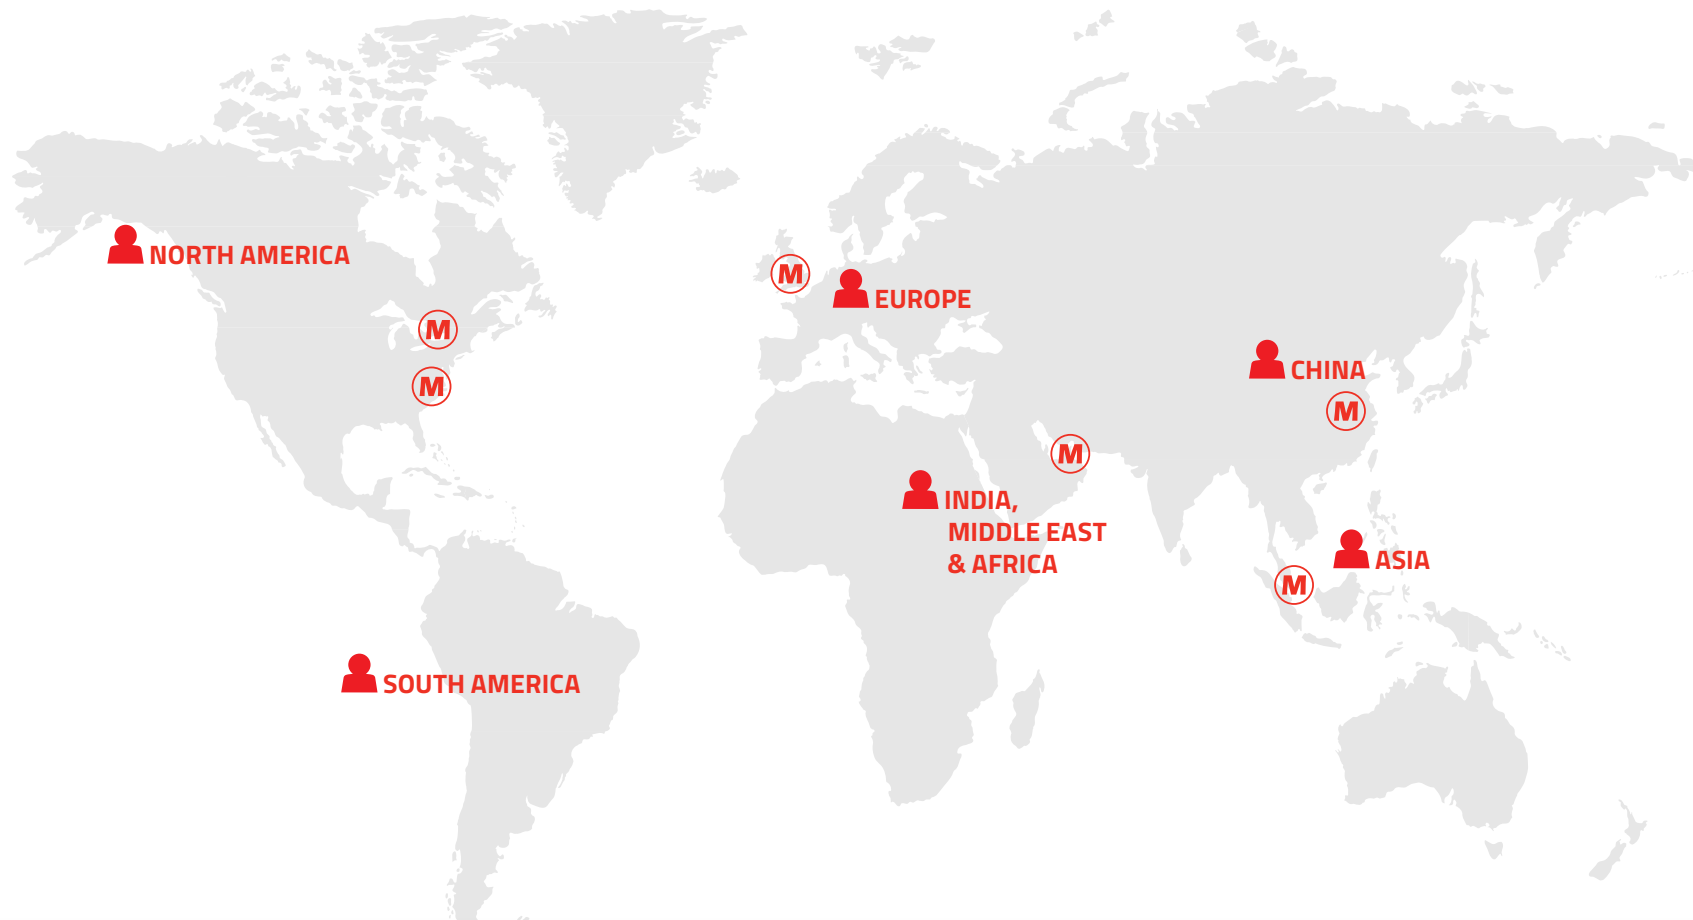 NORTH AMERICA
M
EUROPE
M
CHINA
M
M
M
INDIA,
MIDDLE EAST
& AFRICA
ASIA
M
SOUTH AMERICA